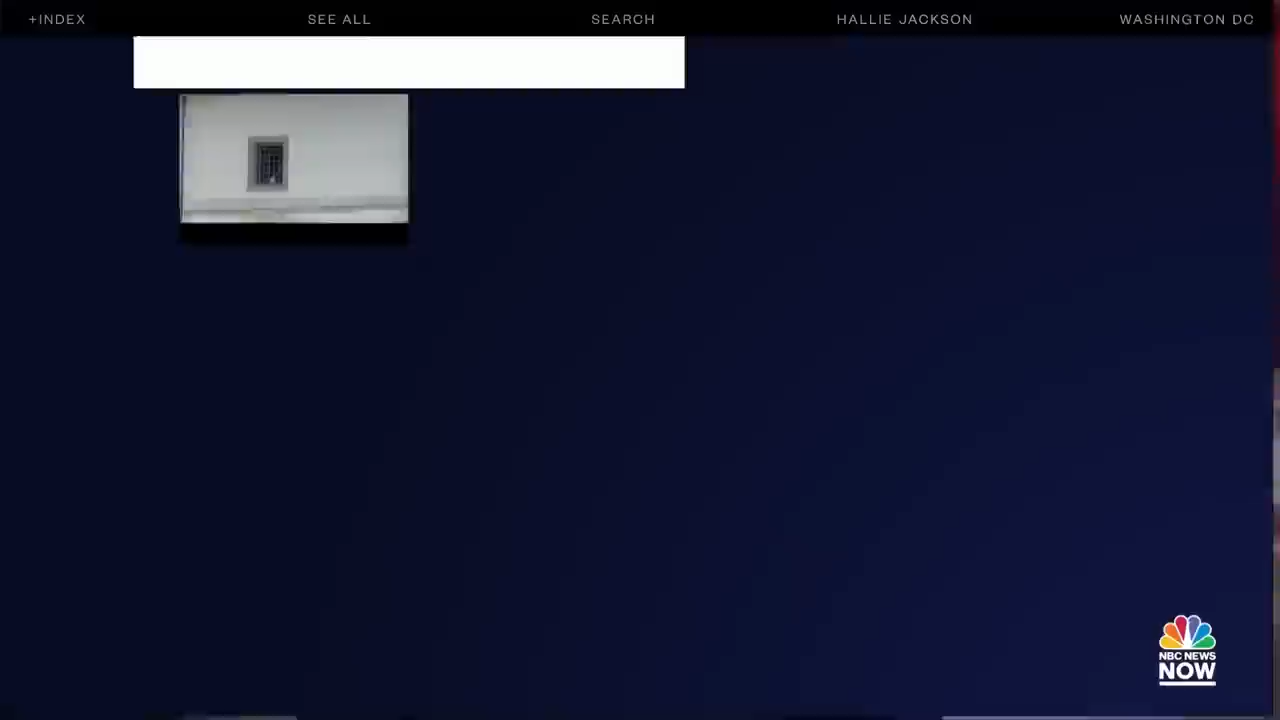 +INDEX
SEE ALL
SEARCH
HALLIE JACKSON
WASHINGTON DC
NBC NEWS
NOW